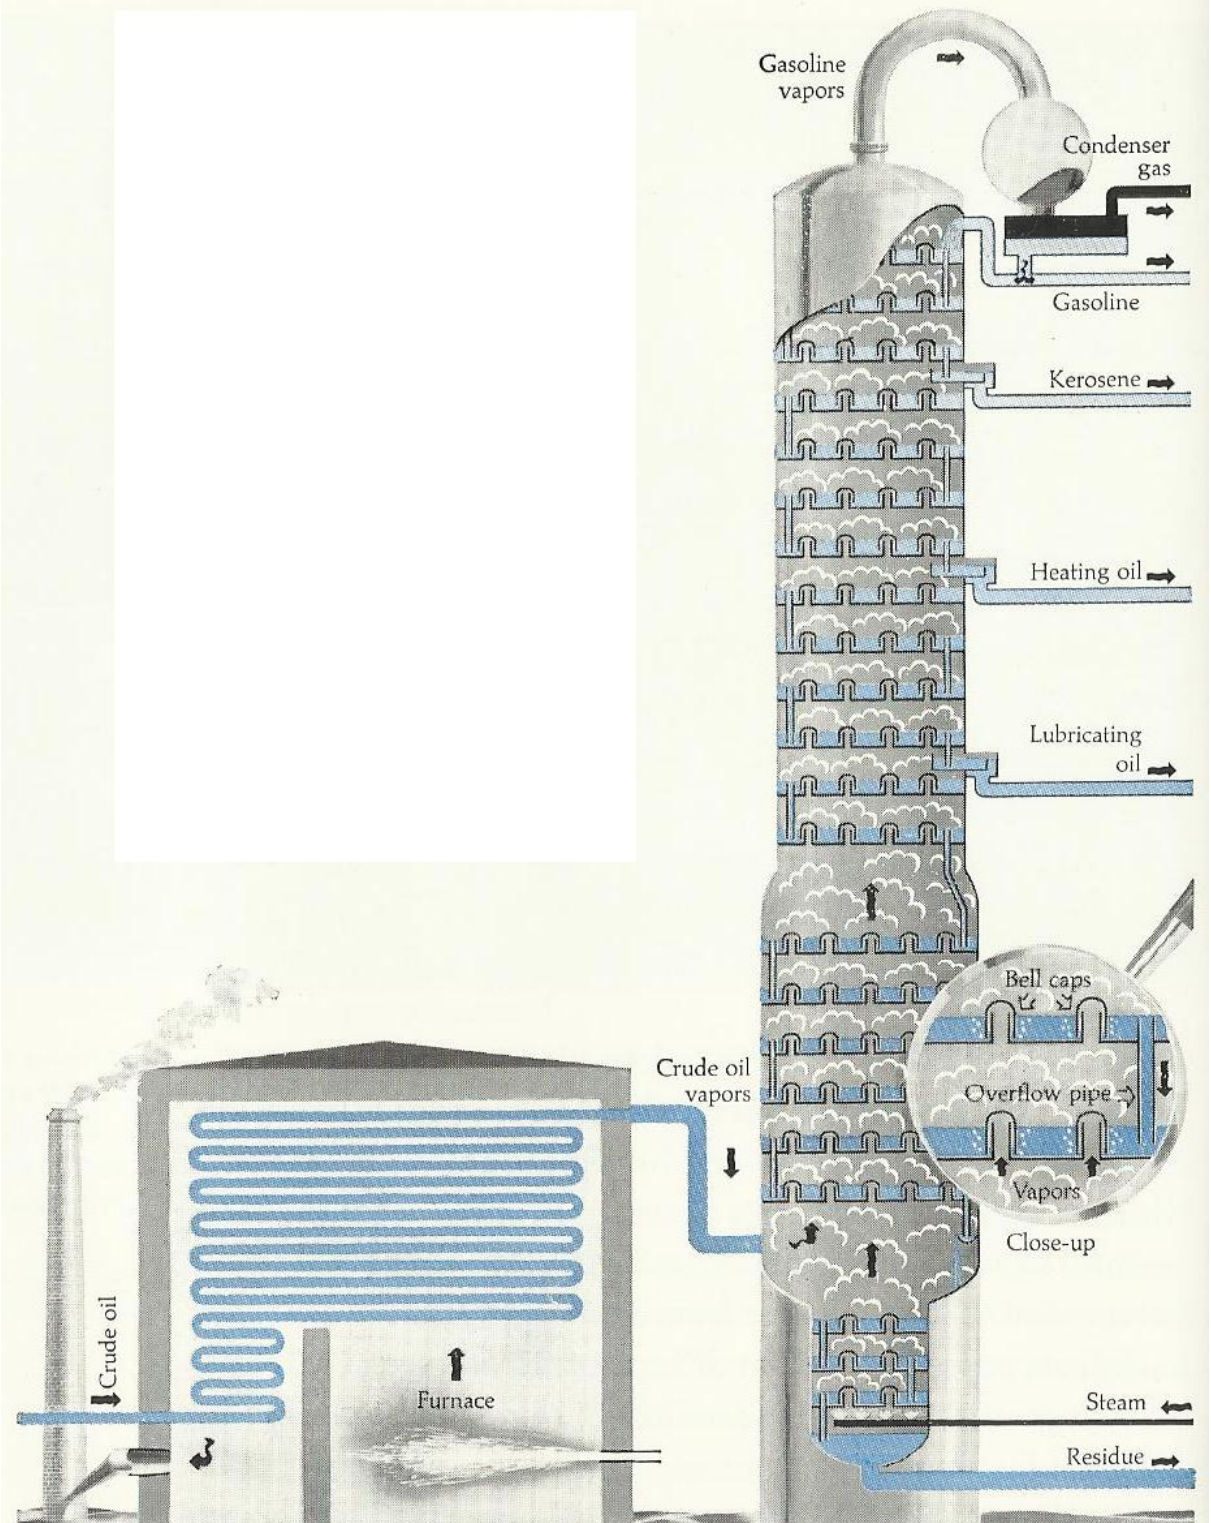 Gasoline
vapors
Condenser
gas
Gasoline
Kerosene
Heating oil
Lubricating
oil
Bell caps
Crude oil
vapors
Overflow pipe
Vapors
Close-up
Crude oil
Furnace
Steam
Residue